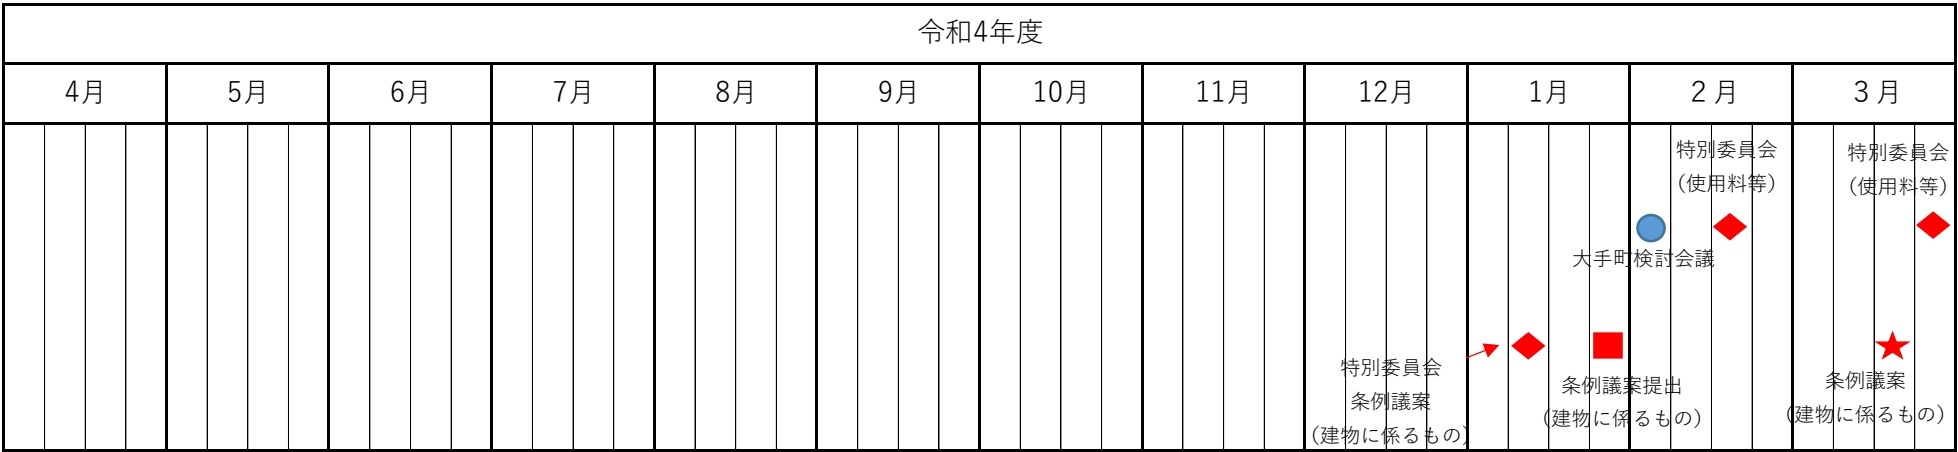 令和4年度
4月
5月
6月
7月
8月
9月
10月
11月
12月
1月
2月
3月
特別委員会
（使用料等）
特別委員会
（使用料等）
大手町検討会議
特別委員会
条例議案
（建物に係るもの）
条例議案提出
（建物に係るもの）
条例議案
（建物に係るもの）